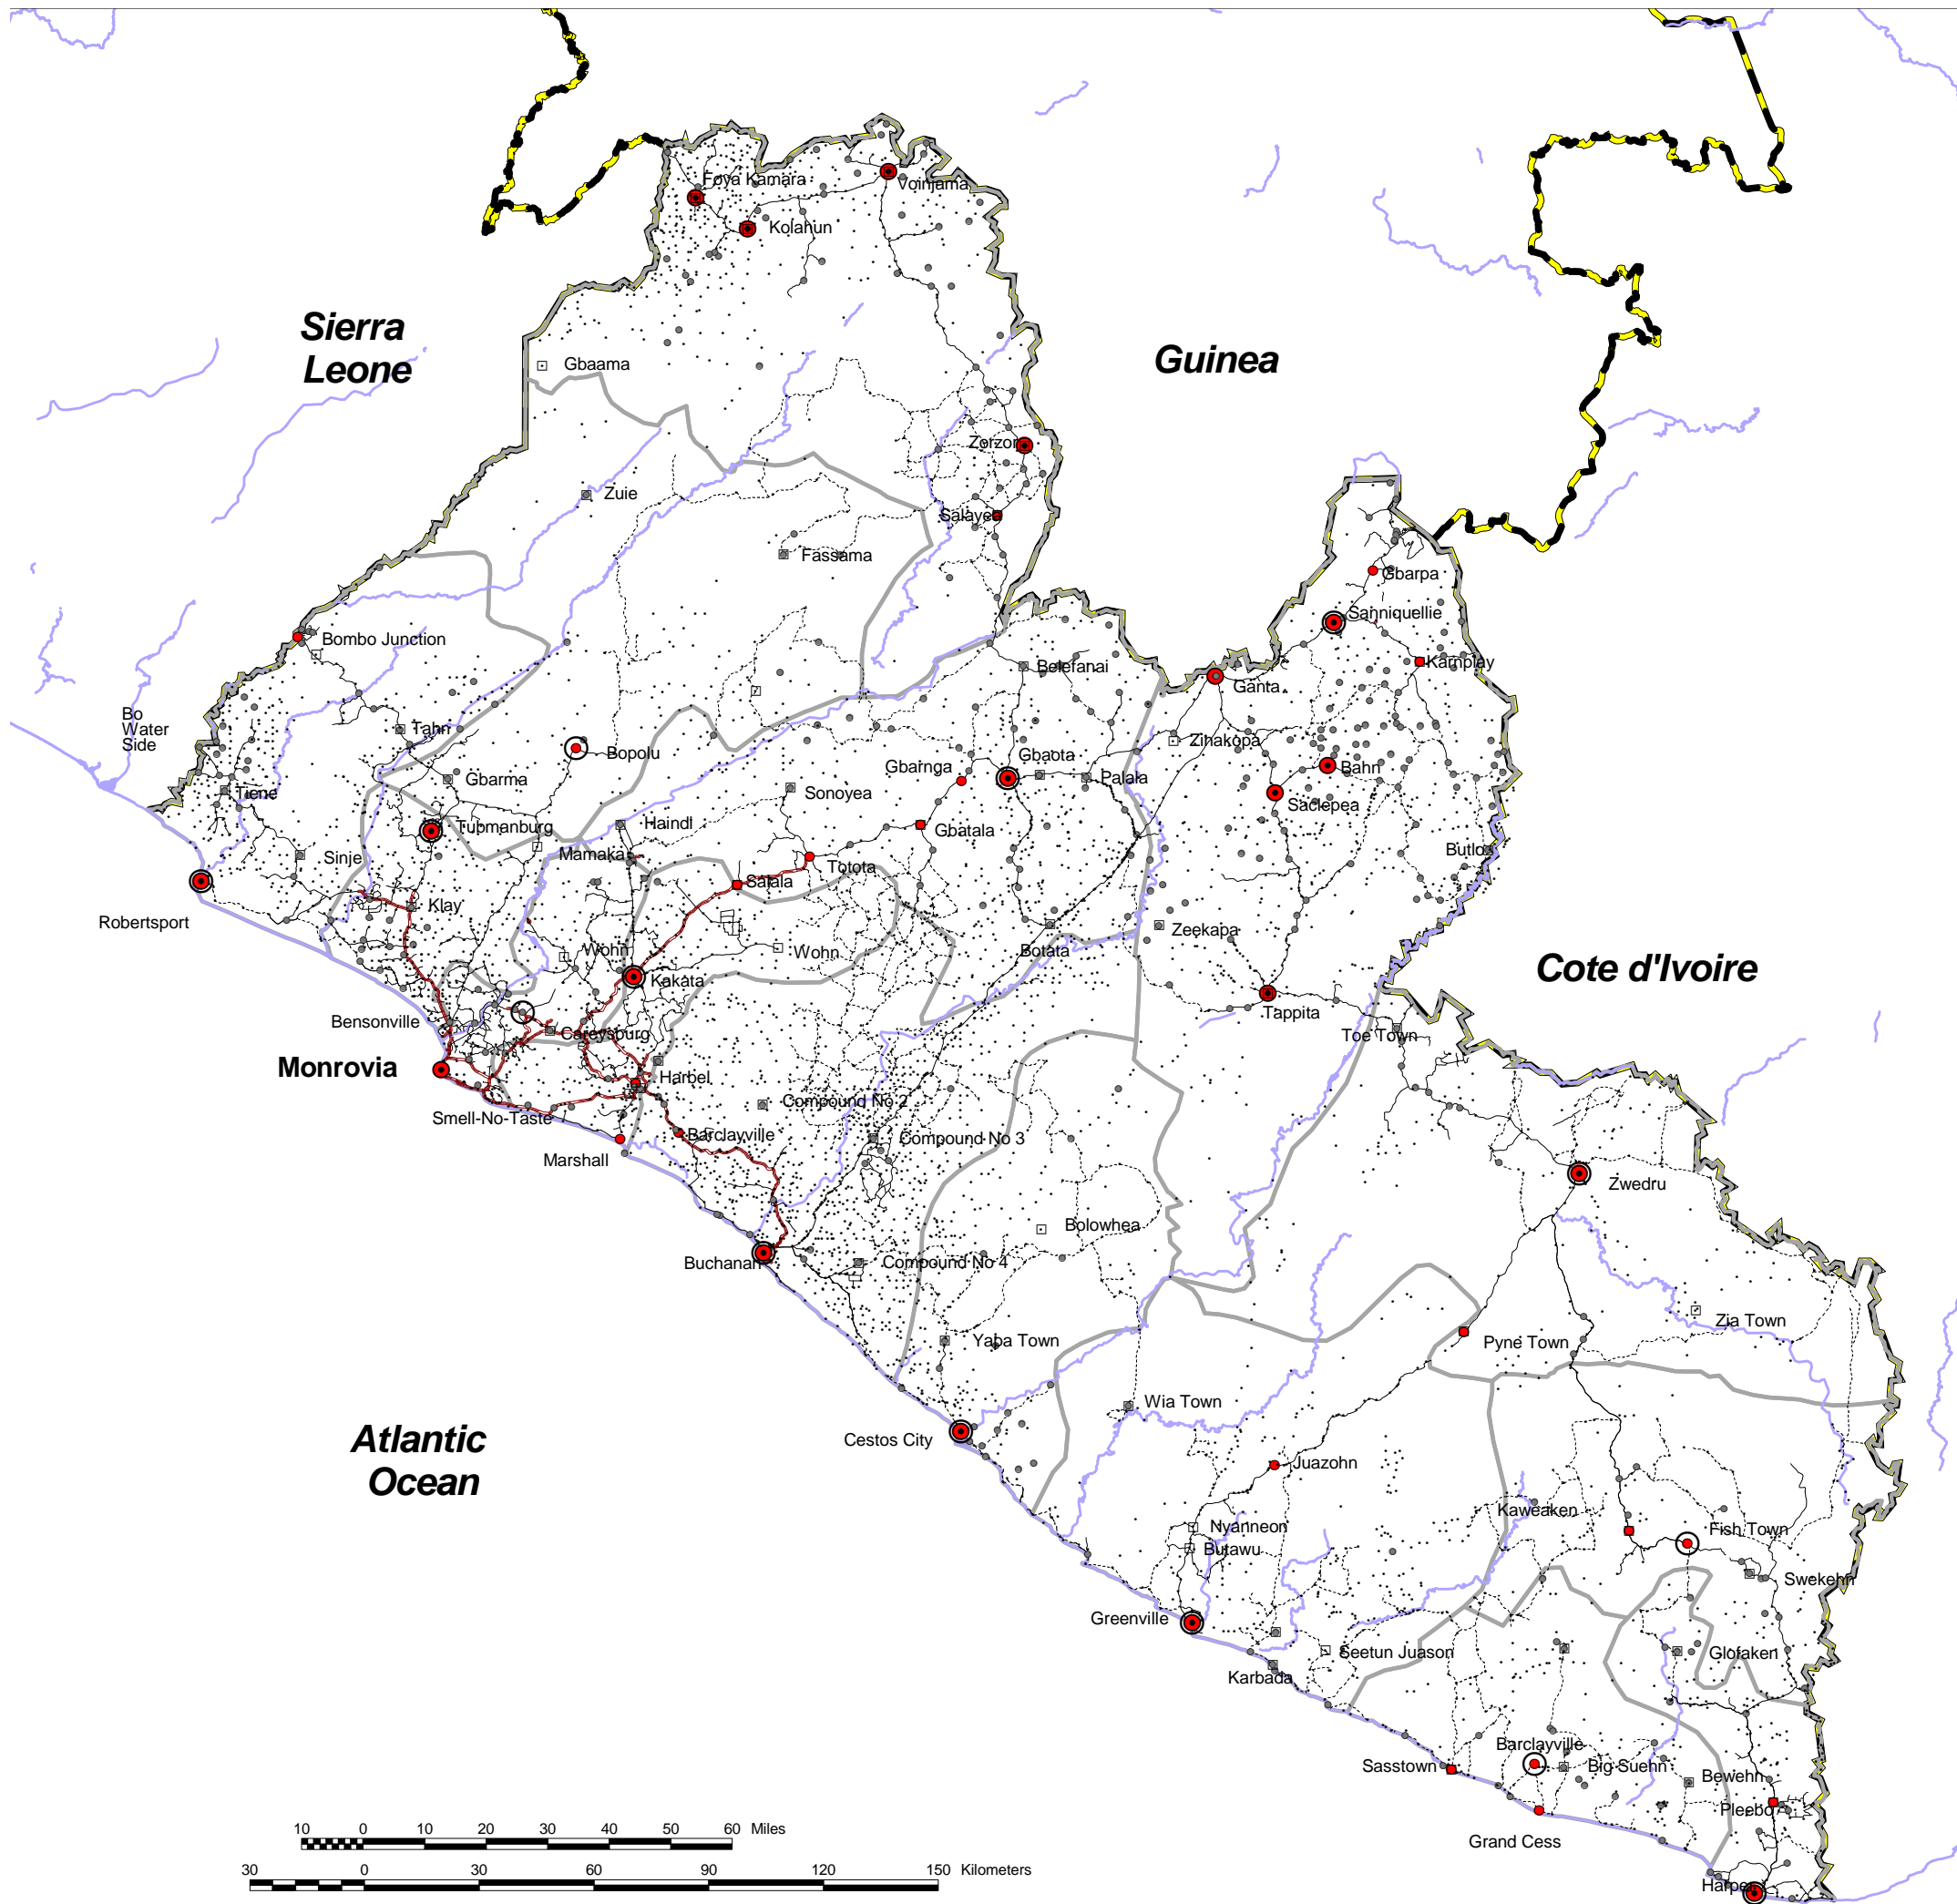 Foya Kamara
Voinjama
Kolahun
Sierra
Leone
Guinea
Gbaama
Zorzor
Zuie
Salayea
Fassama
Gbarpa
Sanniquellie
Bombo Junction
Belefanai
Karnplay
Ganta
Bo
Water
Side
Tahn
Bopolu
Zihakopa
Gbaota
Gbarnga
Palala
Bahn
Gbarma
Tiene
Sonoyea
Saclepea
Tubmanburg
Haindi
Gbatala
Butlo
Sinje
Mamaka
Totota
Salala
Klay
Robertsport
Zeekapa
Wohn
Wohn
Botata
Cote d'Ivoire
Kakata
Tappita
Bensonville
Careysburg
Toe Town
Monrovia
Harbel
Compound No 2
Smell-No-Taste
Barclayville
Compound No 3
Marshall
Zwedru
Bolowhea
Buchanan
Compound No 4
Zia Town
Yapa Town
Pyne Town
Wia Town
Atlantic
Ocean
Cestos City
Juazohn
Kaweaken
Nyanneon
Fish Town
Butawu
Swekehn
Greenville
Seetun Juason
Glofaken
Karbada
Barclayville
Sasstown
Big Suehn
Bewehn
Pleebo
Grand Cess
10 0 10 20 30 40 50 60 Miles
30 0 30 60 90 120 150 Kilometers
Harper